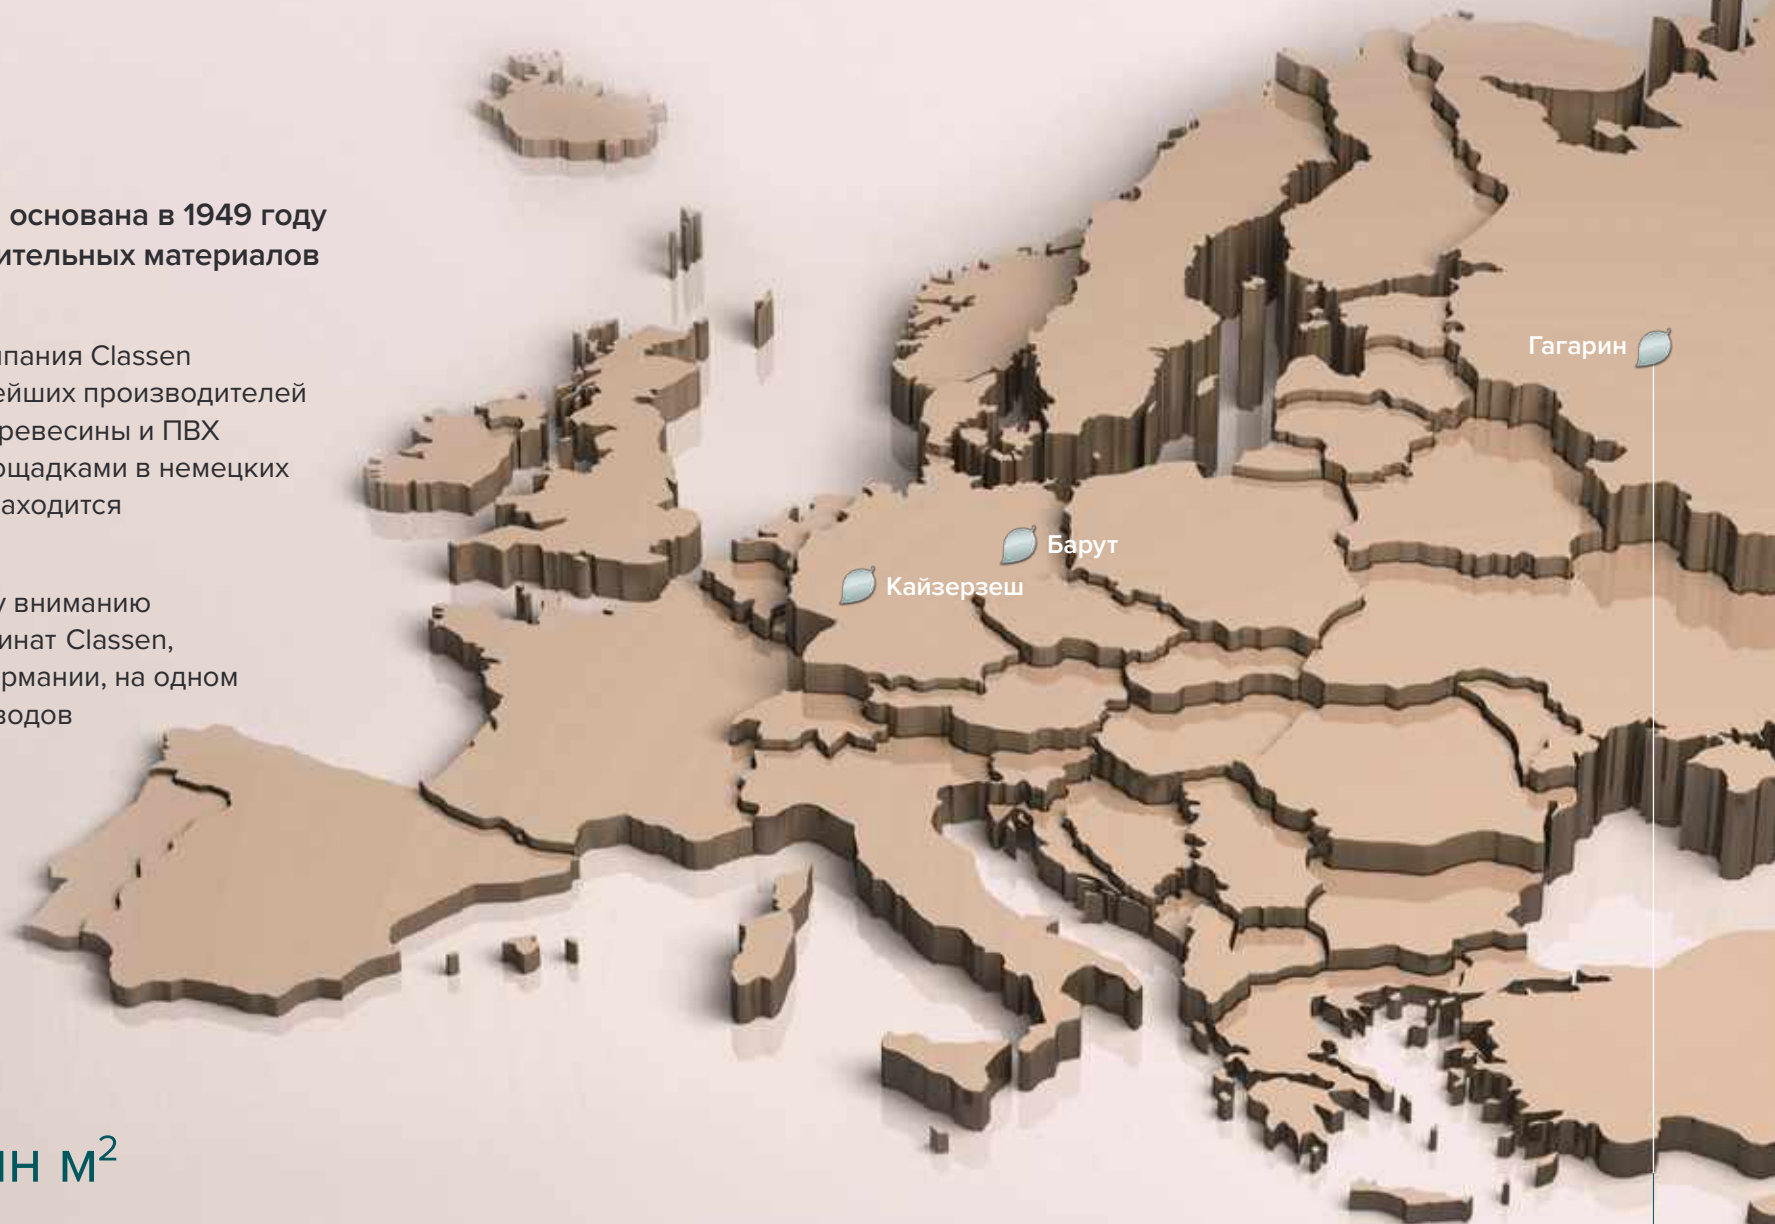 основана в 1949 году
ительных материалов
пания Classen
ейших производителей
ревесины и ПВХ
ощадками в немецких
аходится
у вниманию
инат Classen,
рмании, на одном
водов
н м²
Гагарин
Барут
Кайзерзеш